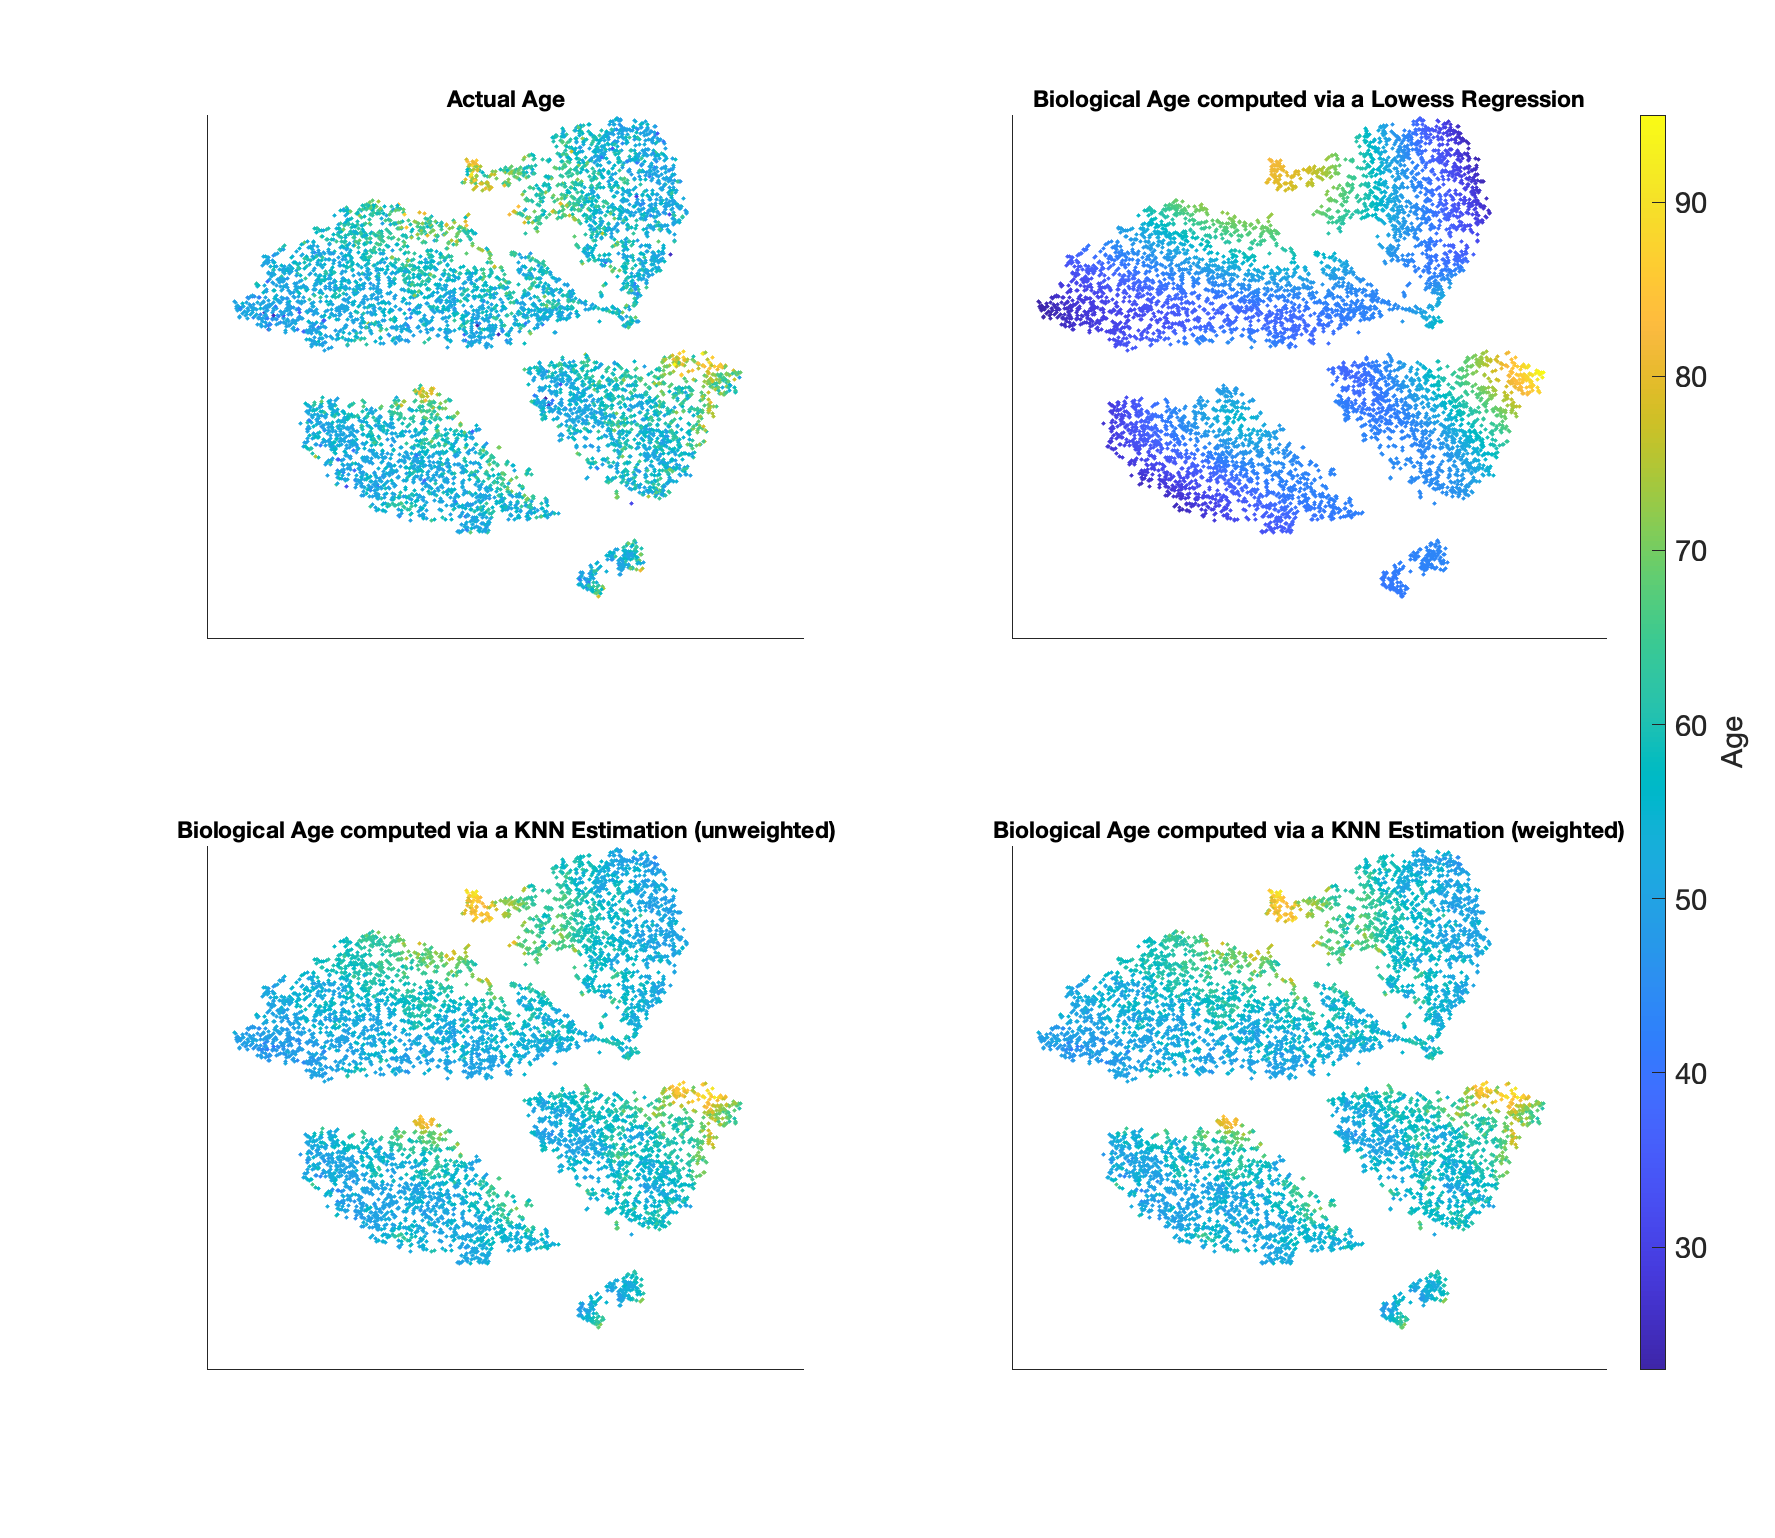 Actual Age
Biological Age computed via a Lowess Regression
90
80
70
60
50
40
30
Age
Biological Age computed via a KNN Estimation (unweighted)
Biological Age computed via a KNN Estimation (weighted)